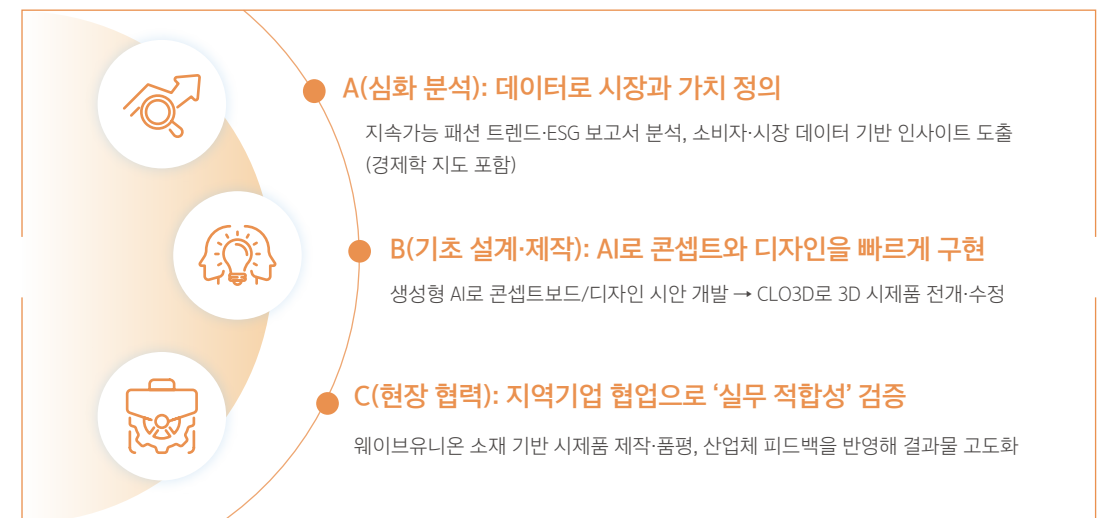 A(심화 분석): 데이터로 시장과 가치 정의
지속가능 패션 트렌드·ESG 보고서 분석, 소비자·시장 데이터 기반 인사이트 도출
(경제학 지도 포함)
B(기초 설계·제작): AI로 콘셉트와 디자인을 빠르게 구현
생성형 AI로 콘셉트보드/디자인 시안 개발 → CLO3D로 3D 시제품 전개·수정
C(현장 협력): 지역기업 협업으로 ‘실무 적합성’ 검증
웨이브유니온 소재 기반 시제품 제작·품평, 산업체 피드백을 반영해 결과물 고도화